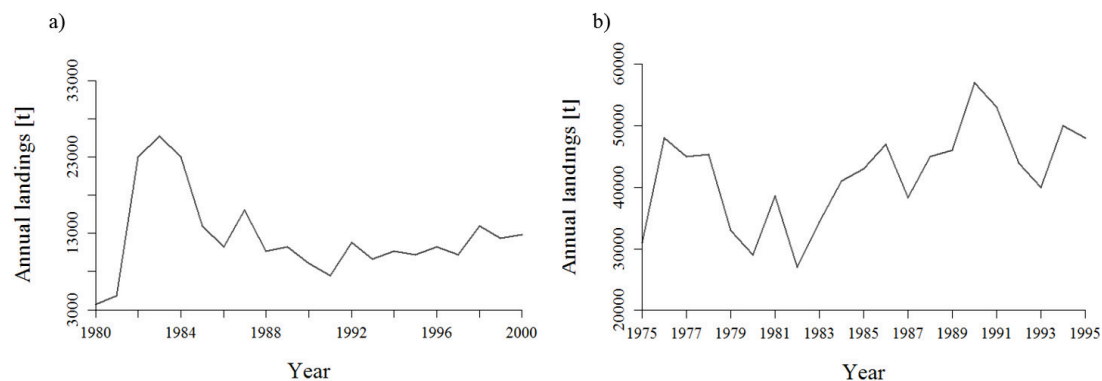 a)
Annual landings [t]
33000
23000
13000
3000
1980 1984 1988 1992 1996 2000
Year
b)
Annual landings [t]
60000
50000
40000
30000
20000
1975 1977 1979 1981 1983 1985 1987 1989 1991 1993 1995
Year